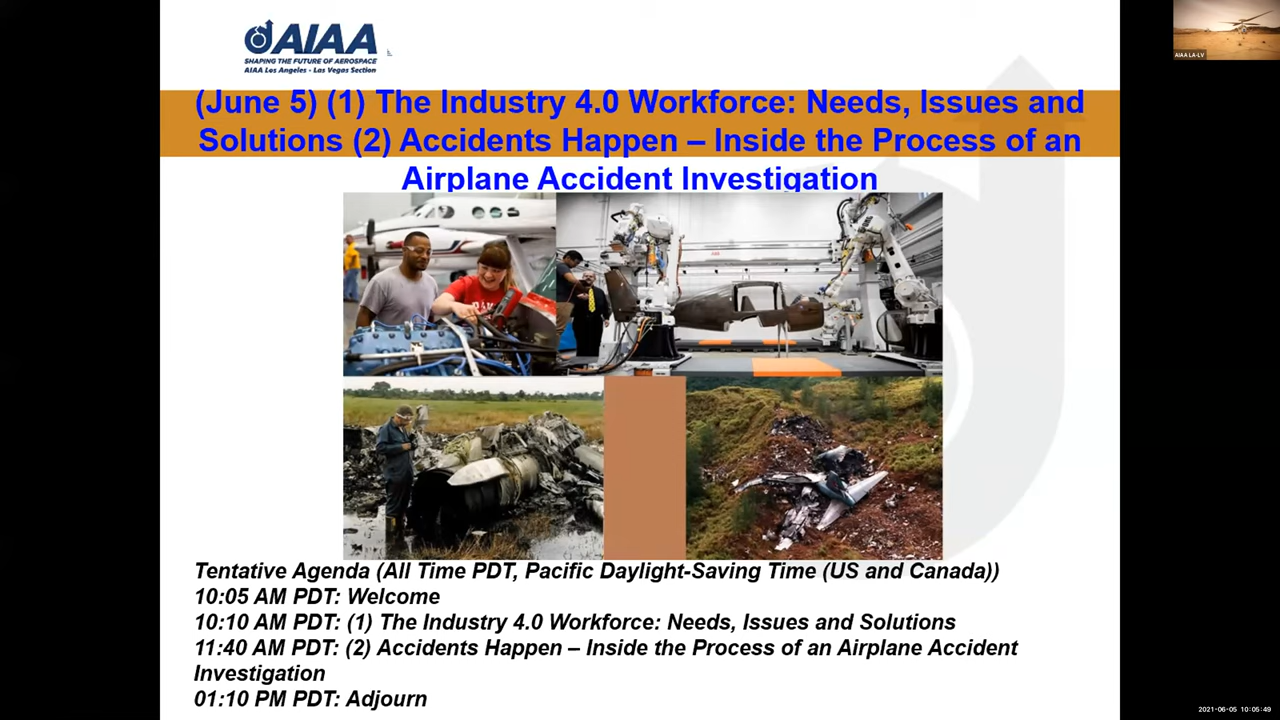 AIAA
SHAPING THE FUTURE OF AEROSPACE
AIAA Los Angeles - Las Vegas Section
AIAA LA-LV
(June 5) (1) The Industry 4.0 Workforce: Needs, Issues and
Solutions (2) Accidents Happen – Inside the Process of an
Airplane Accident Investigation
Tentative Agenda (All Time PDT, Pacific Daylight-Saving Time (US and Canada))
10:05 AM PDT: Welcome
10:10 AM PDT: (1) The Industry 4.0 Workforce: Needs, Issues and Solutions
11:40 AM PDT: (2) Accidents Happen – Inside the Process of an Airplane Accident
Investigation
01:10 PM PDT: Adjourn
2021-06-05 10:05:49